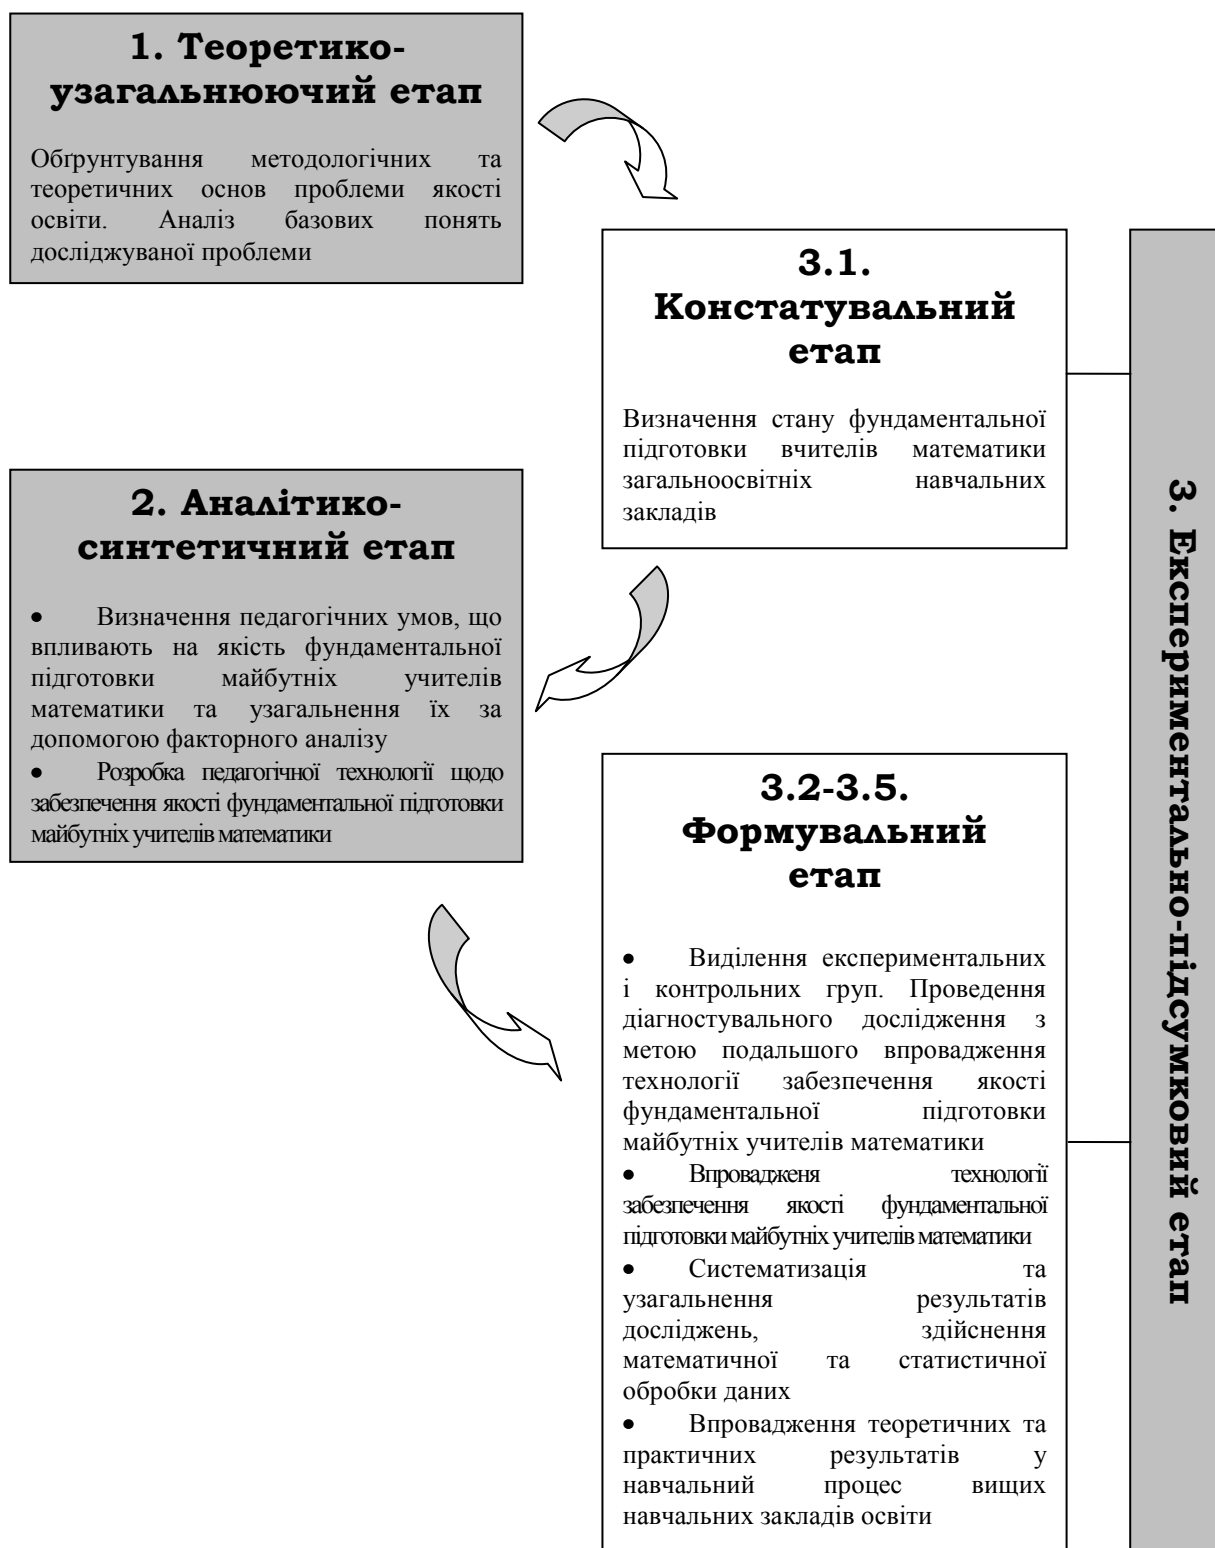 1. Теоретико-
узагальнюючий етап
Обґрунтування методологічних та
теоретичних основ проблеми якості
освіти. Аналіз базових понять
досліджуваної проблеми
3.1.
Констатувальний
етап
Визначення стану фундаментальної
підготовки вчителів математики
загальноосвітніх навчальних
закладів
2. Аналітико-
синтетичний етап
• Визначення педагогічних умов, що
впливають на якість фундаментальної
підготовки майбутніх учителів
математики та узагальнення їх за
допомогою факторного аналізу
• Розробка педагогічної технології щодо
забезпечення якості фундаментальної підготовки
майбутніх учителів математики
3.2-3.5.
Формувальний
етап
• Виділення експериментальних
і контрольних груп. Проведення
діагностувального дослідження з
метою подальшого впровадження
технології забезпечення якості
фундаментальної підготовки
майбутніх учителів математики
• Впровадженя технології
забезпечення якості фундаментальної
підготовки майбутніх учителів математики
• Систематизація та
узагальнення результатів
досліджень, здійснення
математичної та статистичної
обробки даних
• Впровадження теоретичних та
практичних результатів у
навчальний процес вищих
навчальних закладів освіти
3. Експериментально-підсумковий етап